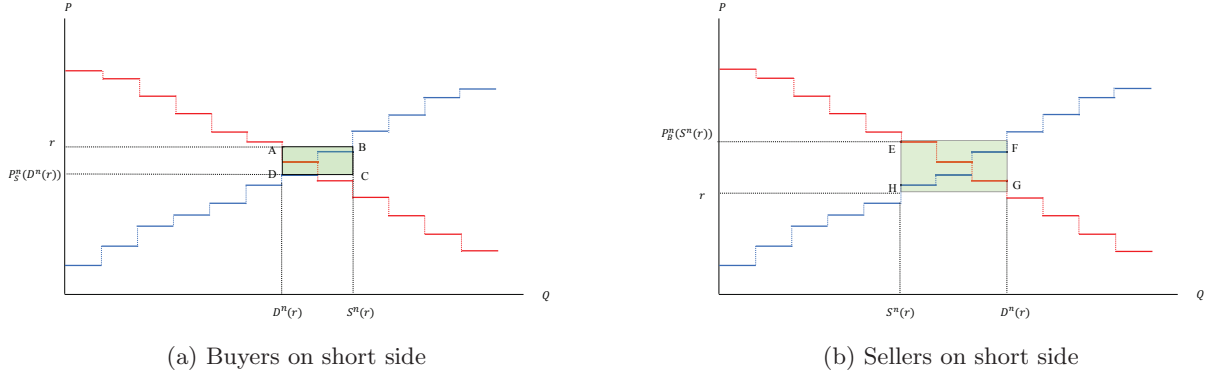 P
r
P_S^n(D^n(r))
A
B
D
C
D^n(r)
S^n(r)
Q
(a) Buyers on short side
P
P_B^n(S^n(r))
r
E
F
H
G
S^n(r)
D^n(r)
Q
(b) Sellers on short side